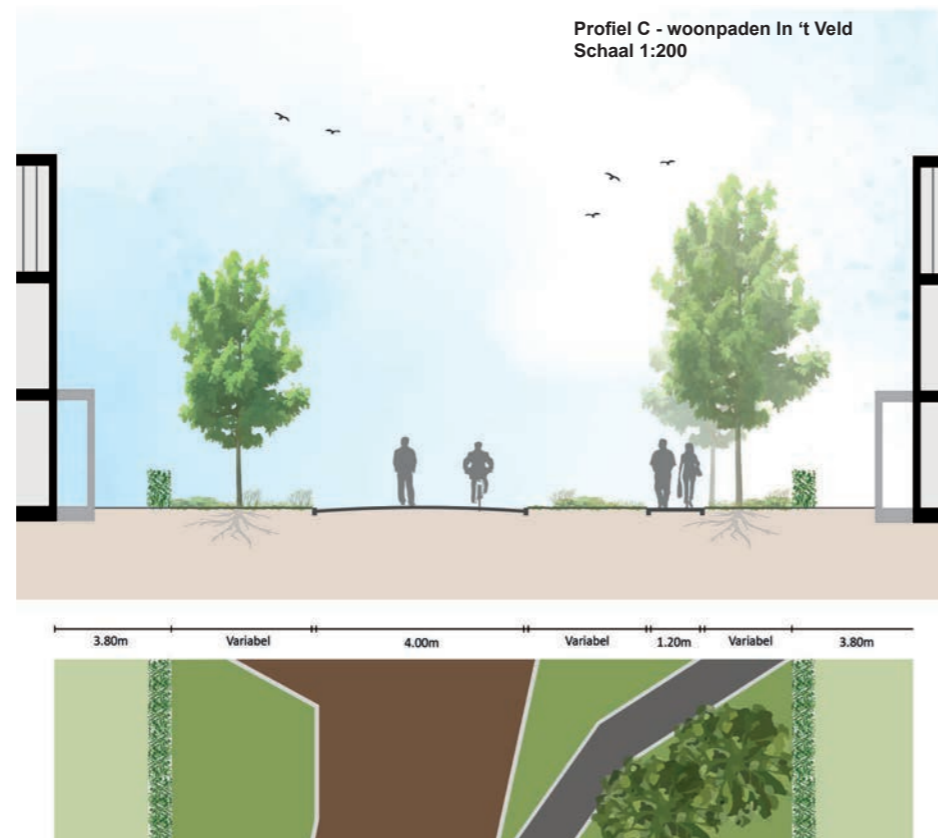 Profiel C - woonpaden In ‘t Veld
Schaal 1:200
3.80m Variabel 4.00m Variabel 1.20m Variabel 3.80m